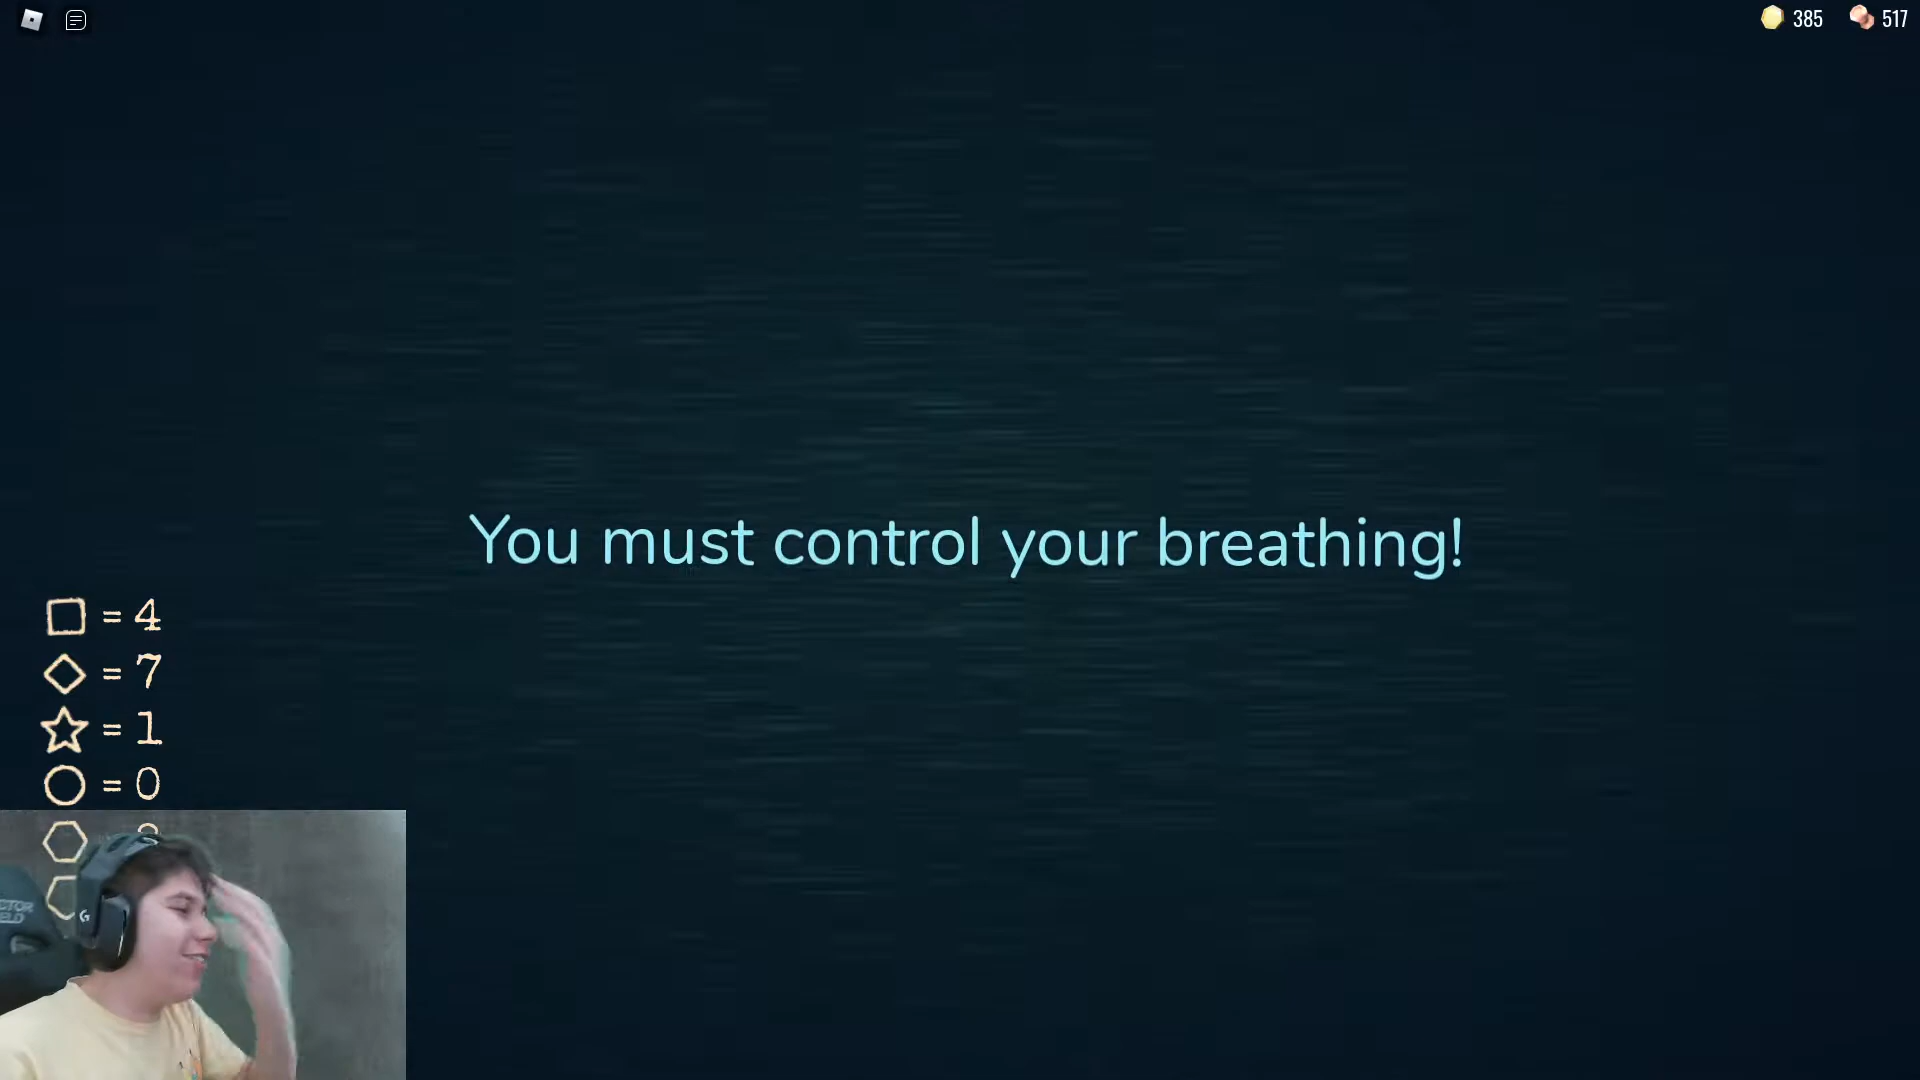 385 517
You must control your breathing!
= 4
= 7
= 1
= 0
G